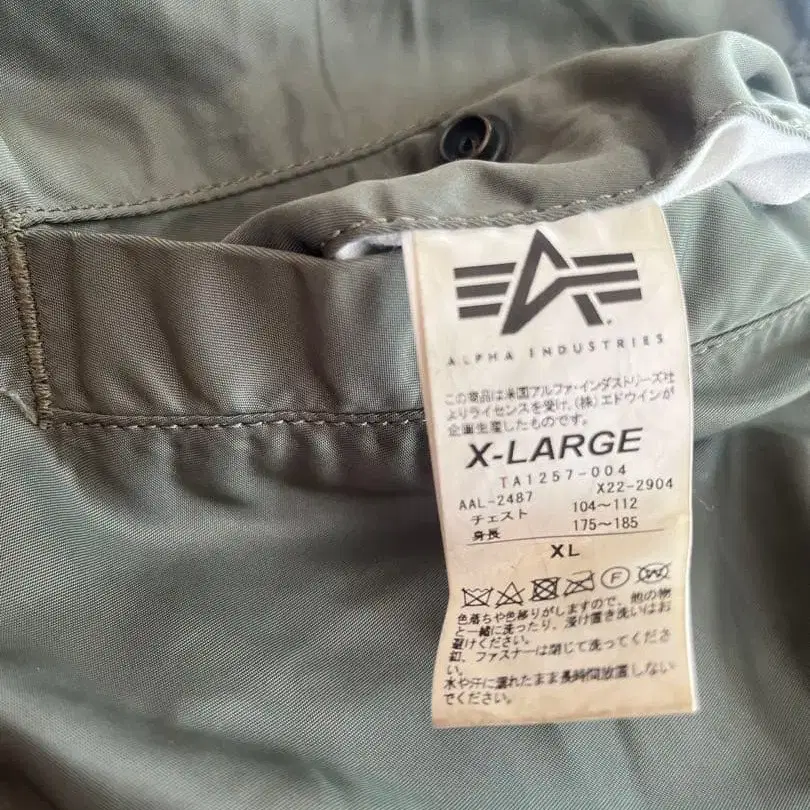 ALPHA INDUSTRIES
この商品は米国アルファ・インダストリーズ社
よりライセンスを受け、(株)エドウインが
企画生産したものです。
X-LARGE
TA1257-004
AAL-2487 X22-2904
チェスト 104～112
身長 175～185
XL
F W
色落ちや色移りがしますので、他の物
と一緒に洗ったり、浸け置き洗いはお
避けください。
釦、ファスナーは閉じて洗ってくださ
い。
水や汗に濡れたまま長時間放置しない
でください。